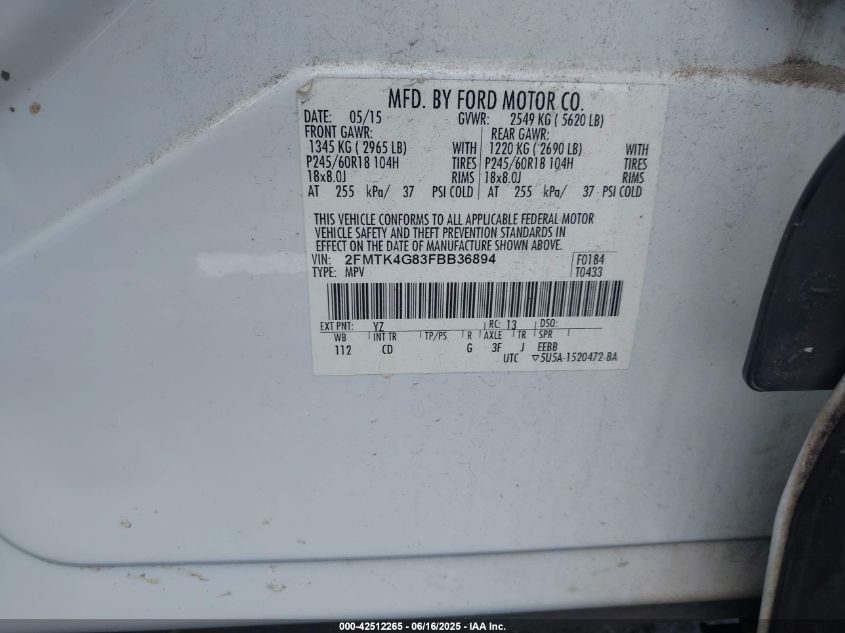 MFD. BY FORD MOTOR CO.
DATE: 05/15 GVWR: 2549 KG ( 5620 LB)
FRONT GAWR: REAR GAWR:
1345 KG ( 2965 LB) WITH 1220 KG ( 2690 LB) WITH
P245/60R18 104H TIRES P245/60R18 104H TIRES
18x8.0J RIMS 18x8.0J RIMS
AT 255 kPa/ 37 PSI COLD AT 255 kPa/ 37 PSI COLD
THIS VEHICLE CONFORMS TO ALL APPLICABLE FEDERAL MOTOR
VEHICLE SAFETY AND THEFT PREVENTION STANDARDS IN
EFFECT ON THE DATE OF MANUFACTURE SHOWN ABOVE.
VIN: 2FMTK4G83FBB36894 F0184
TYPE: MPV T0433
EXT PNT: YZ RC: 13 DSO:
WB INT TR TP/PS R AXLE TR SPR
112 CD G 3F J EEBB
UTC ▽5U5A-1520472-BA
000-42512265 - 06/16/2025 - IAA Inc.